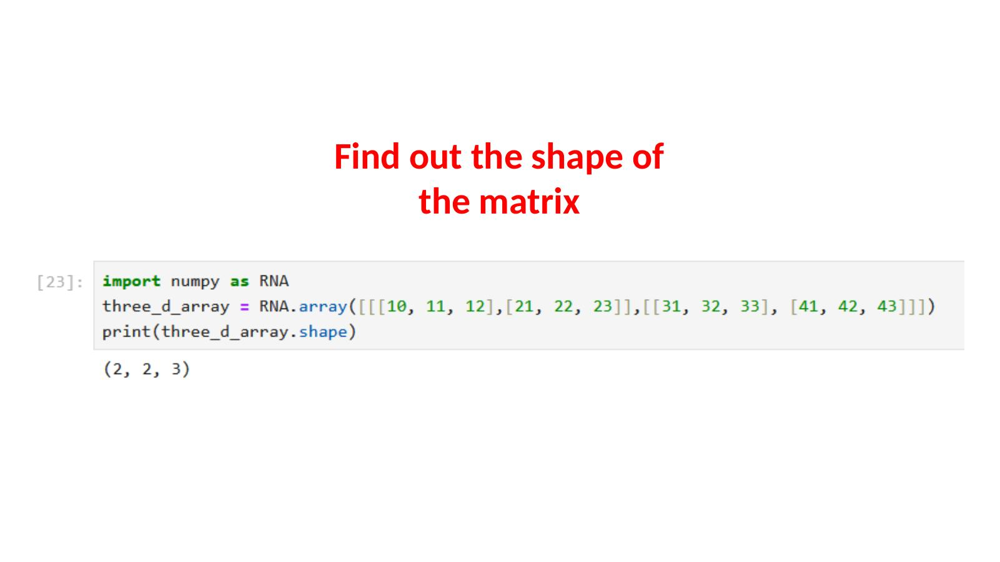 Find out the shape of
the matrix
[23]: import numpy as RNA
three_d_array = RNA.array([[[10, 11, 12],[21, 22, 23]],[[31, 32, 33], [41, 42, 43]]])
print(three_d_array.shape)
(2, 2, 3)